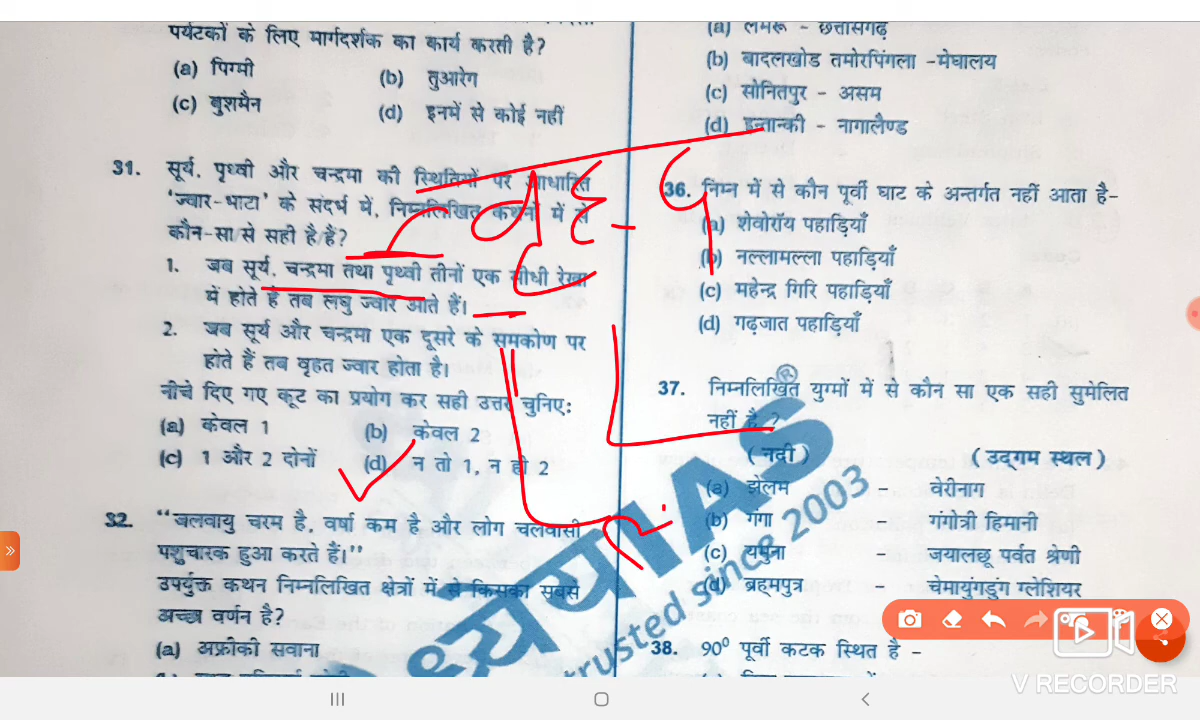 पर्यटकों के लिए मार्गदर्शक का कार्य करती है?
(a) पिग्मी
(b) तुआरेग
(c) बुशमैन
(d) इनमें से कोई नहीं
31. सूर्य, पृथ्वी और चन्द्रमा की स्थितियों पर आधारित
'ज्वार-भाटा' के संदर्भ में, निम्नलिखित कथनों में से
कौन-सा/से सही है/हैं?
1. जब सूर्य, चन्द्रमा तथा पृथ्वी तीनों एक सीधी रेखा
में होते हैं तब लघु ज्वार आते हैं।
2. जब सूर्य और चन्द्रमा एक दूसरे के समकोण पर
होते हैं तब वृहत ज्वार होता है।
नीचे दिए गए कूट का प्रयोग कर सही उत्तर चुनिए:
(a) केवल 1
(b) केवल 2
(c) 1 और 2 दोनों
(d) न तो 1, न ही 2
32. "जलवायु चरम है, वर्षा कम है और लोग चलवासी
पशुचारक हुआ करते हैं।"
उपर्युक्त कथन निम्नलिखित क्षेत्रों में से किसका सबसे
अच्छा वर्णन है?
(a) अफ्रीकी सवाना
(a) लेमरू - छत्तीसगढ़
(b) बादलखोड तमोरपिंगला -मेघालय
(c) सोनितपुर - असम
(d) इन्तान्की - नागालैण्ड
36. निम्न में से कौन पूर्वी घाट के अन्तर्गत नहीं आता है-
(a) शेवोरॉय पहाड़ियाँ
(b) नल्लामल्ला पहाड़ियाँ
(c) महेन्द्र गिरि पहाड़ियाँ
(d) गढ़जात पहाड़ियाँ
37. निम्नलिखित युग्मों में से कौन सा एक सही सुमेलित
नहीं है ?
(नदी) (उद्गम स्थल)
(a) झेलम - वेरीनाग
(b) गंगा - गंगोत्री हिमानी
(c) यमुना - जयालछू पर्वत श्रेणी
(d) ब्रह्मपुत्र - चेमायुंगडुंग ग्लेशियर
38. 90⁰ पूर्वी कटक स्थित है -
ध्येयIAS
®
trusted since 2003
V RECORDER